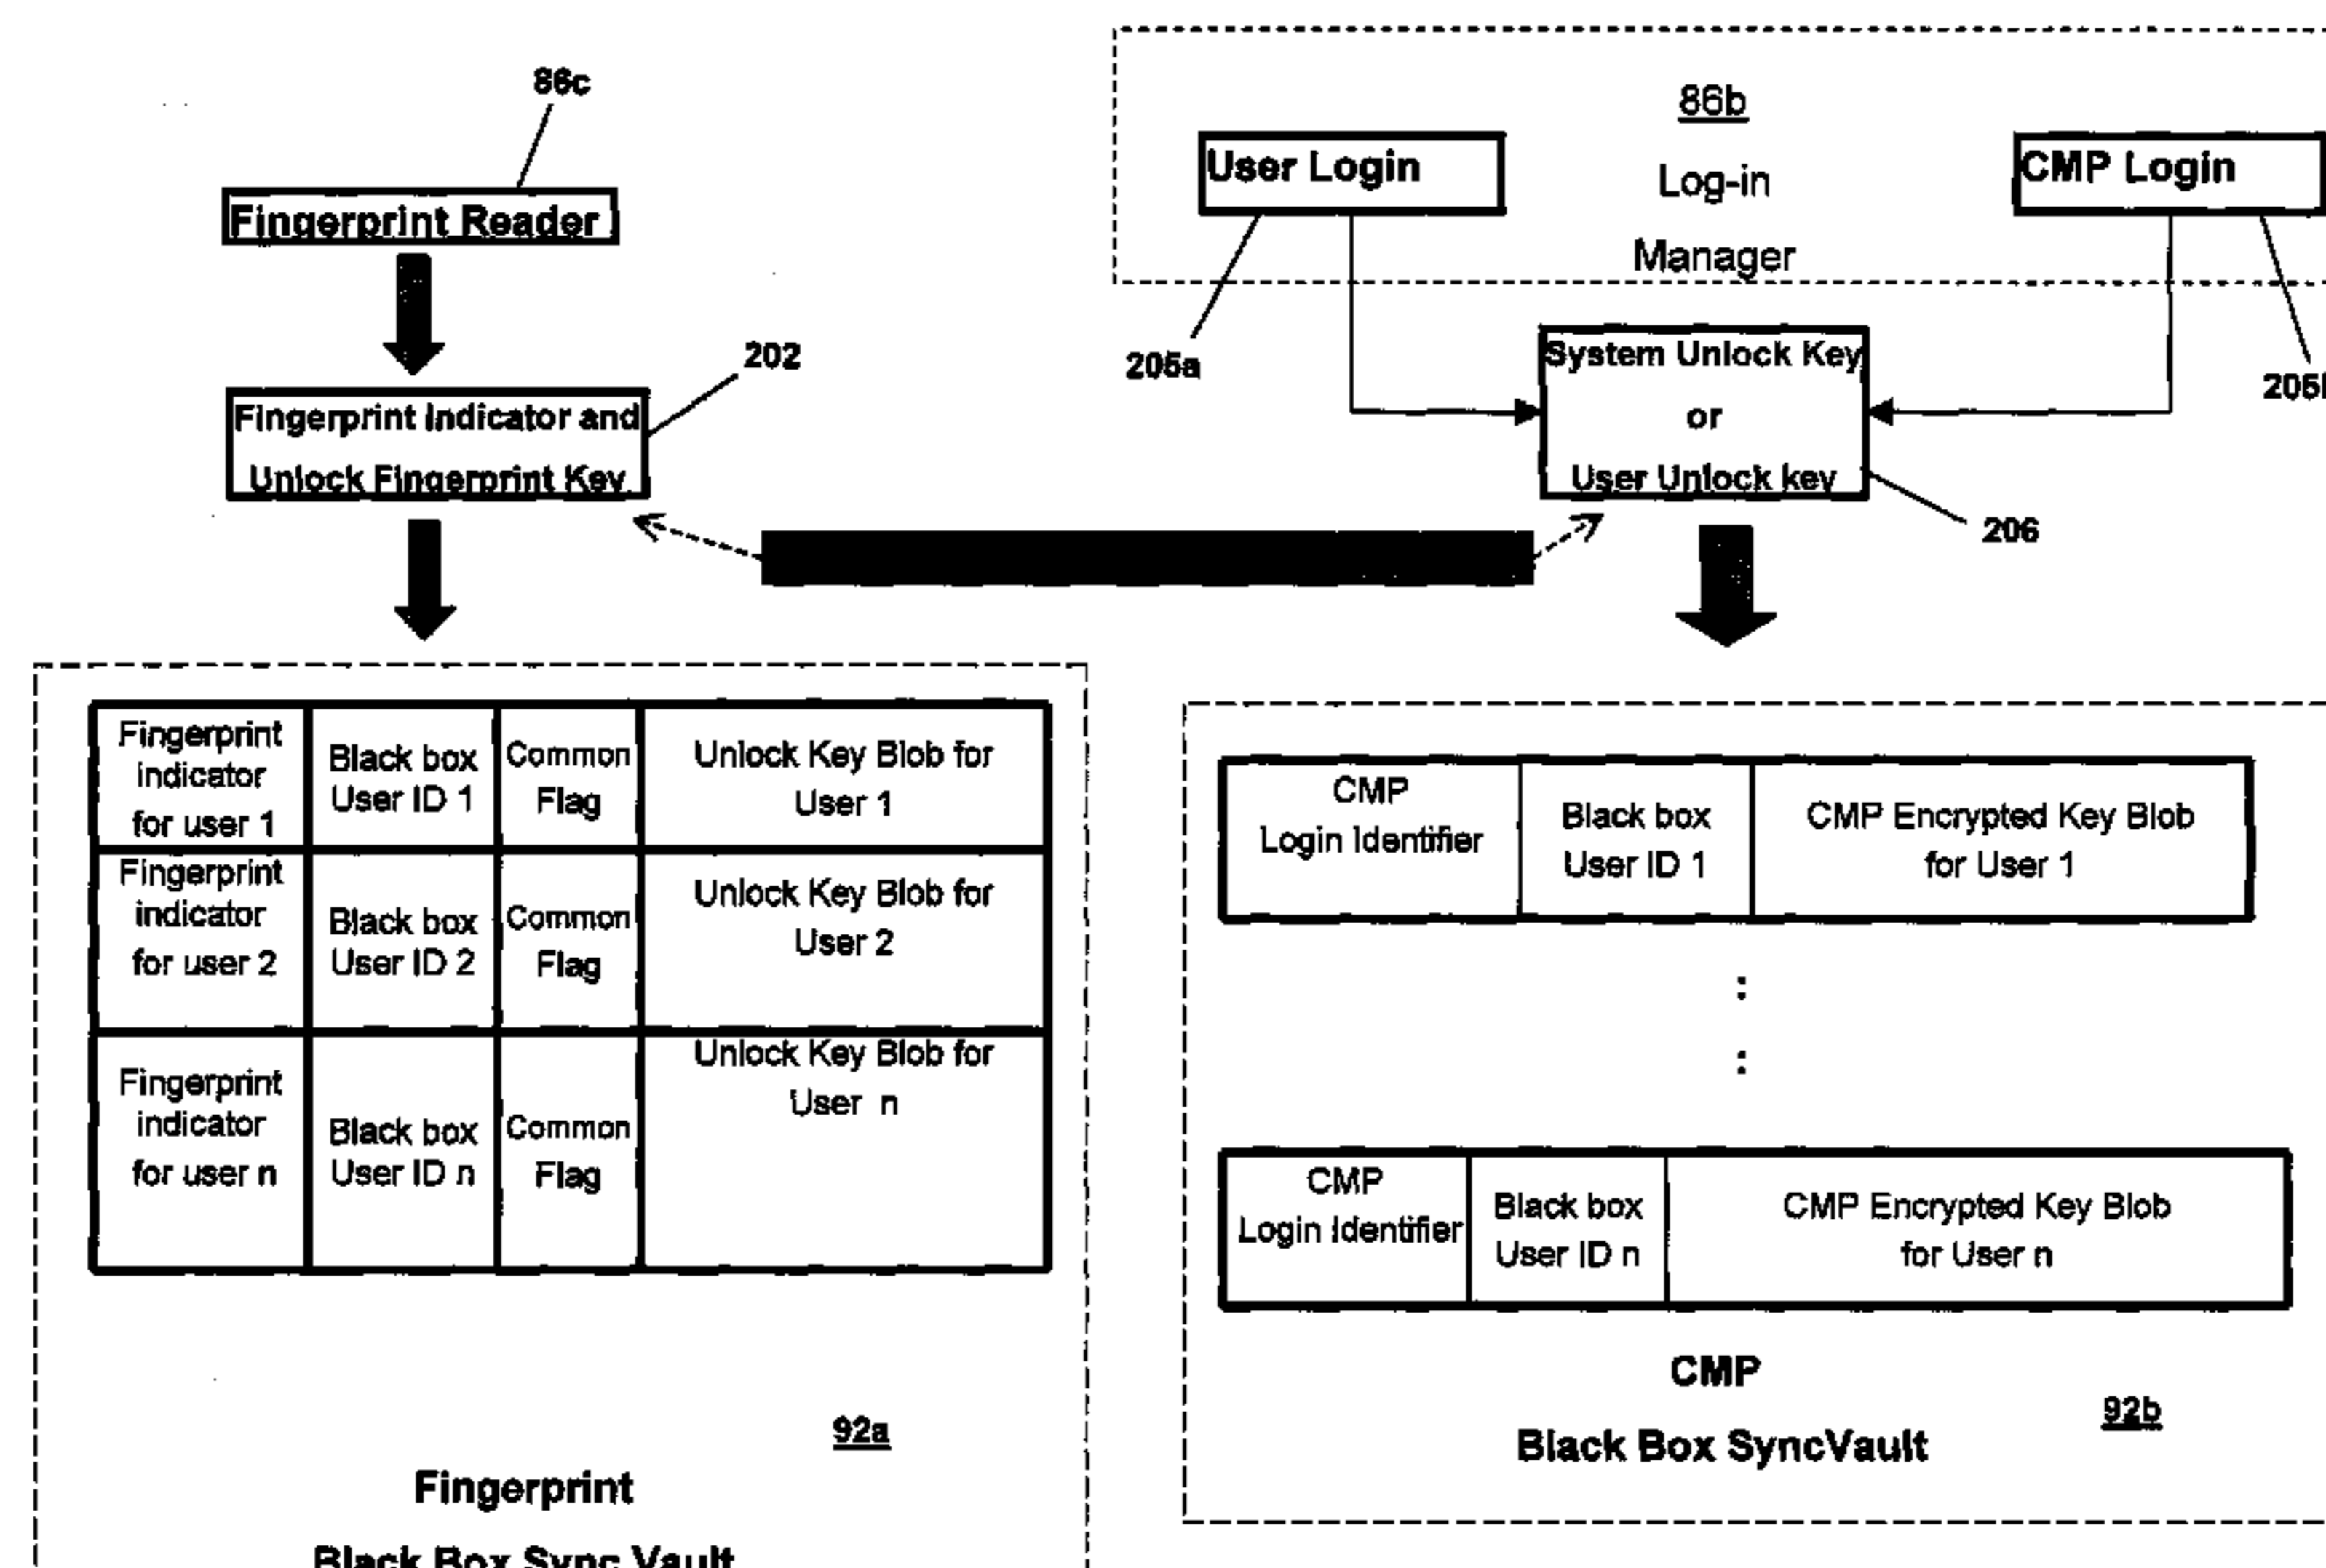 86c
Fingerprint Reader
202
Fingerprint Indicator and
Unlock Fingerprint Key
86b
User Login
Log-in
Manager
CMP Login
205a
System Unlock Key
or
User Unlock key
206
Fingerprint
indicator
for user 1
Black box
User ID 1
Common
Flag
Unlock Key Blob for
User 1
Fingerprint
indicator
for user 2
Black box
User ID 2
Common
Flag
Unlock Key Blob for
User 2
Fingerprint
indicator
for user n
Black box
User ID n
Common
Flag
Unlock Key Blob for
User n
92a
Fingerprint
Black Box Sync Vault
CMP
Login Identifier
Black box
User ID 1
CMP Encrypted Key Blob
for User 1
:
:
CMP
Login Identifier
Black box
User ID n
CMP Encrypted Key Blob
for User n
CMP
92b
Black Box SyncVault